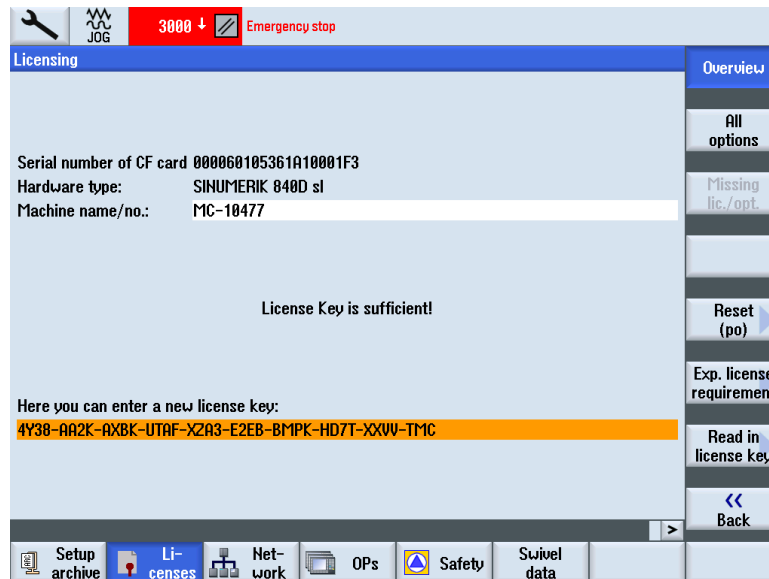 JOG
3000 ↓ Emergency stop
Licensing
Overview
All
options
Serial number of CF card 000060105361A10001F3
Hardware type: SINUMERIK 840D sl
Machine name/no.: MC-10477
Missing
lic./opt.
License Key is sufficient!
Reset
(po)
Exp. license
requiremen
Here you can enter a new license key:
4Y38-AA2K-AXBK-UTAF-XZA3-E2EB-BMPK-HD7T-XXVV-TMC
Read in
license key
<<
Back
>
Setup
archive
Li-
censes
Net-
work
OPs
Safety
Swivel
data